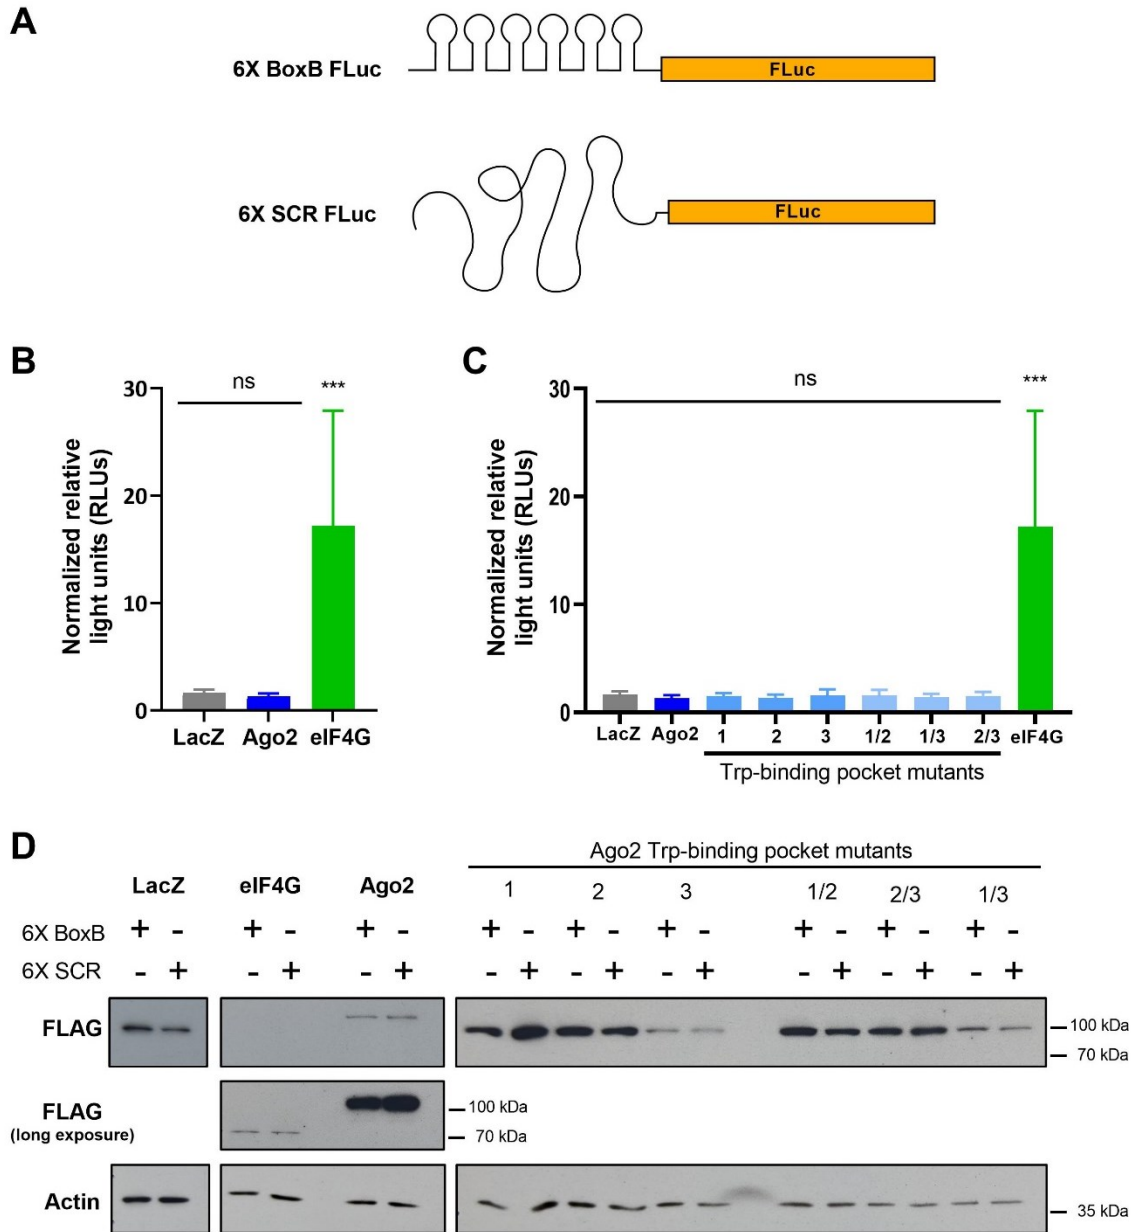 A
6X BoxB FLuc
FLuc
6X SCR FLuc
FLuc
B
Normalized relative
light units (RLUs)
30
20
10
0
ns
***
LacZ Ago2 eIF4G
C
Normalized relative
light units (RLUs)
30
20
10
0
ns
***
LacZ Ago2 1 2 3 1/2 1/3 2/3 eIF4G
Trp-binding pocket mutants
D
Ago2 Trp-binding pocket mutants
LacZ eIF4G Ago2 1 2 3 1/2 2/3 1/3
6X BoxB + - + - + - + - + - + - + - + - + -
6X SCR - + - + - + - + - + - + - + - + - +
FLAG
100 kDa
70 kDa
FLAG
(long exposure)
100 kDa
70 kDa
Actin
35 kDa